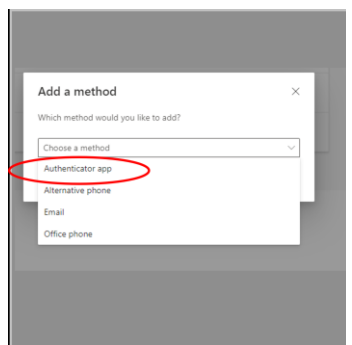 Add a method
Which method would you like to add?
Choose a method
Authenticator app
Alternative phone
Email
Office phone